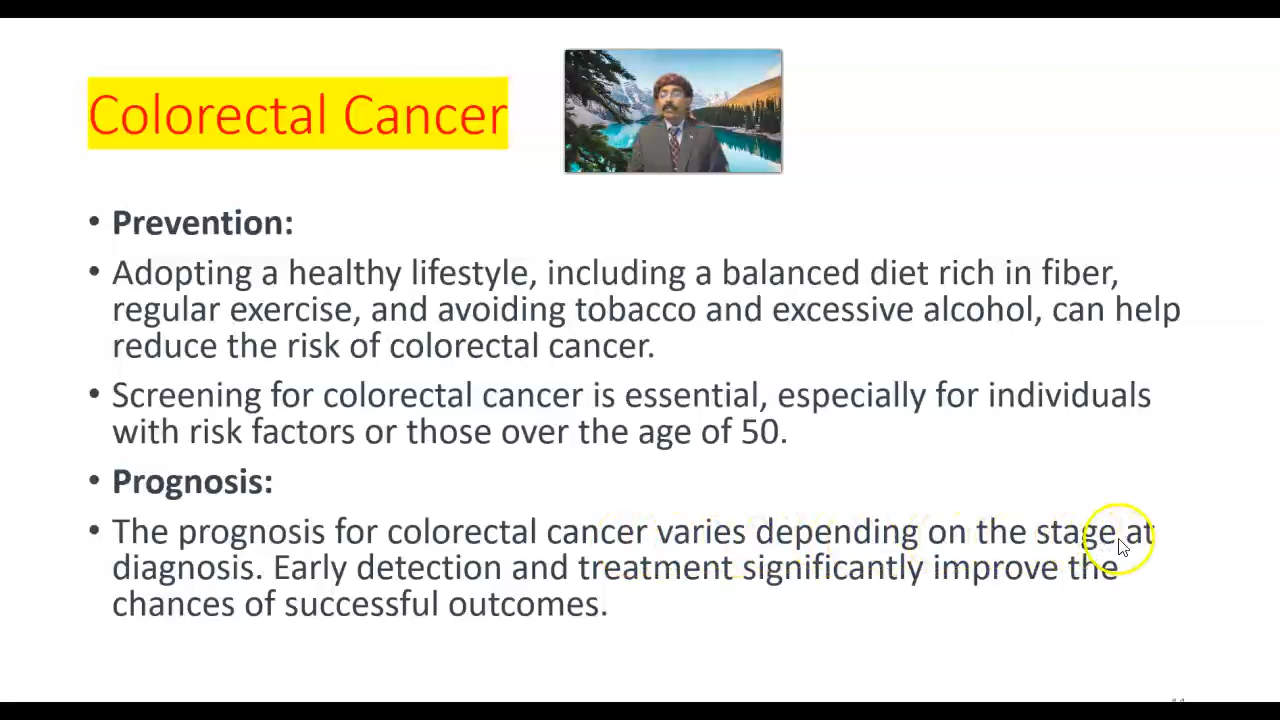 Colorectal Cancer
• Prevention:
• Adopting a healthy lifestyle, including a balanced diet rich in fiber,
regular exercise, and avoiding tobacco and excessive alcohol, can help
reduce the risk of colorectal cancer.
• Screening for colorectal cancer is essential, especially for individuals
with risk factors or those over the age of 50.
• Prognosis:
• The prognosis for colorectal cancer varies depending on the stage at
diagnosis. Early detection and treatment significantly improve the
chances of successful outcomes.